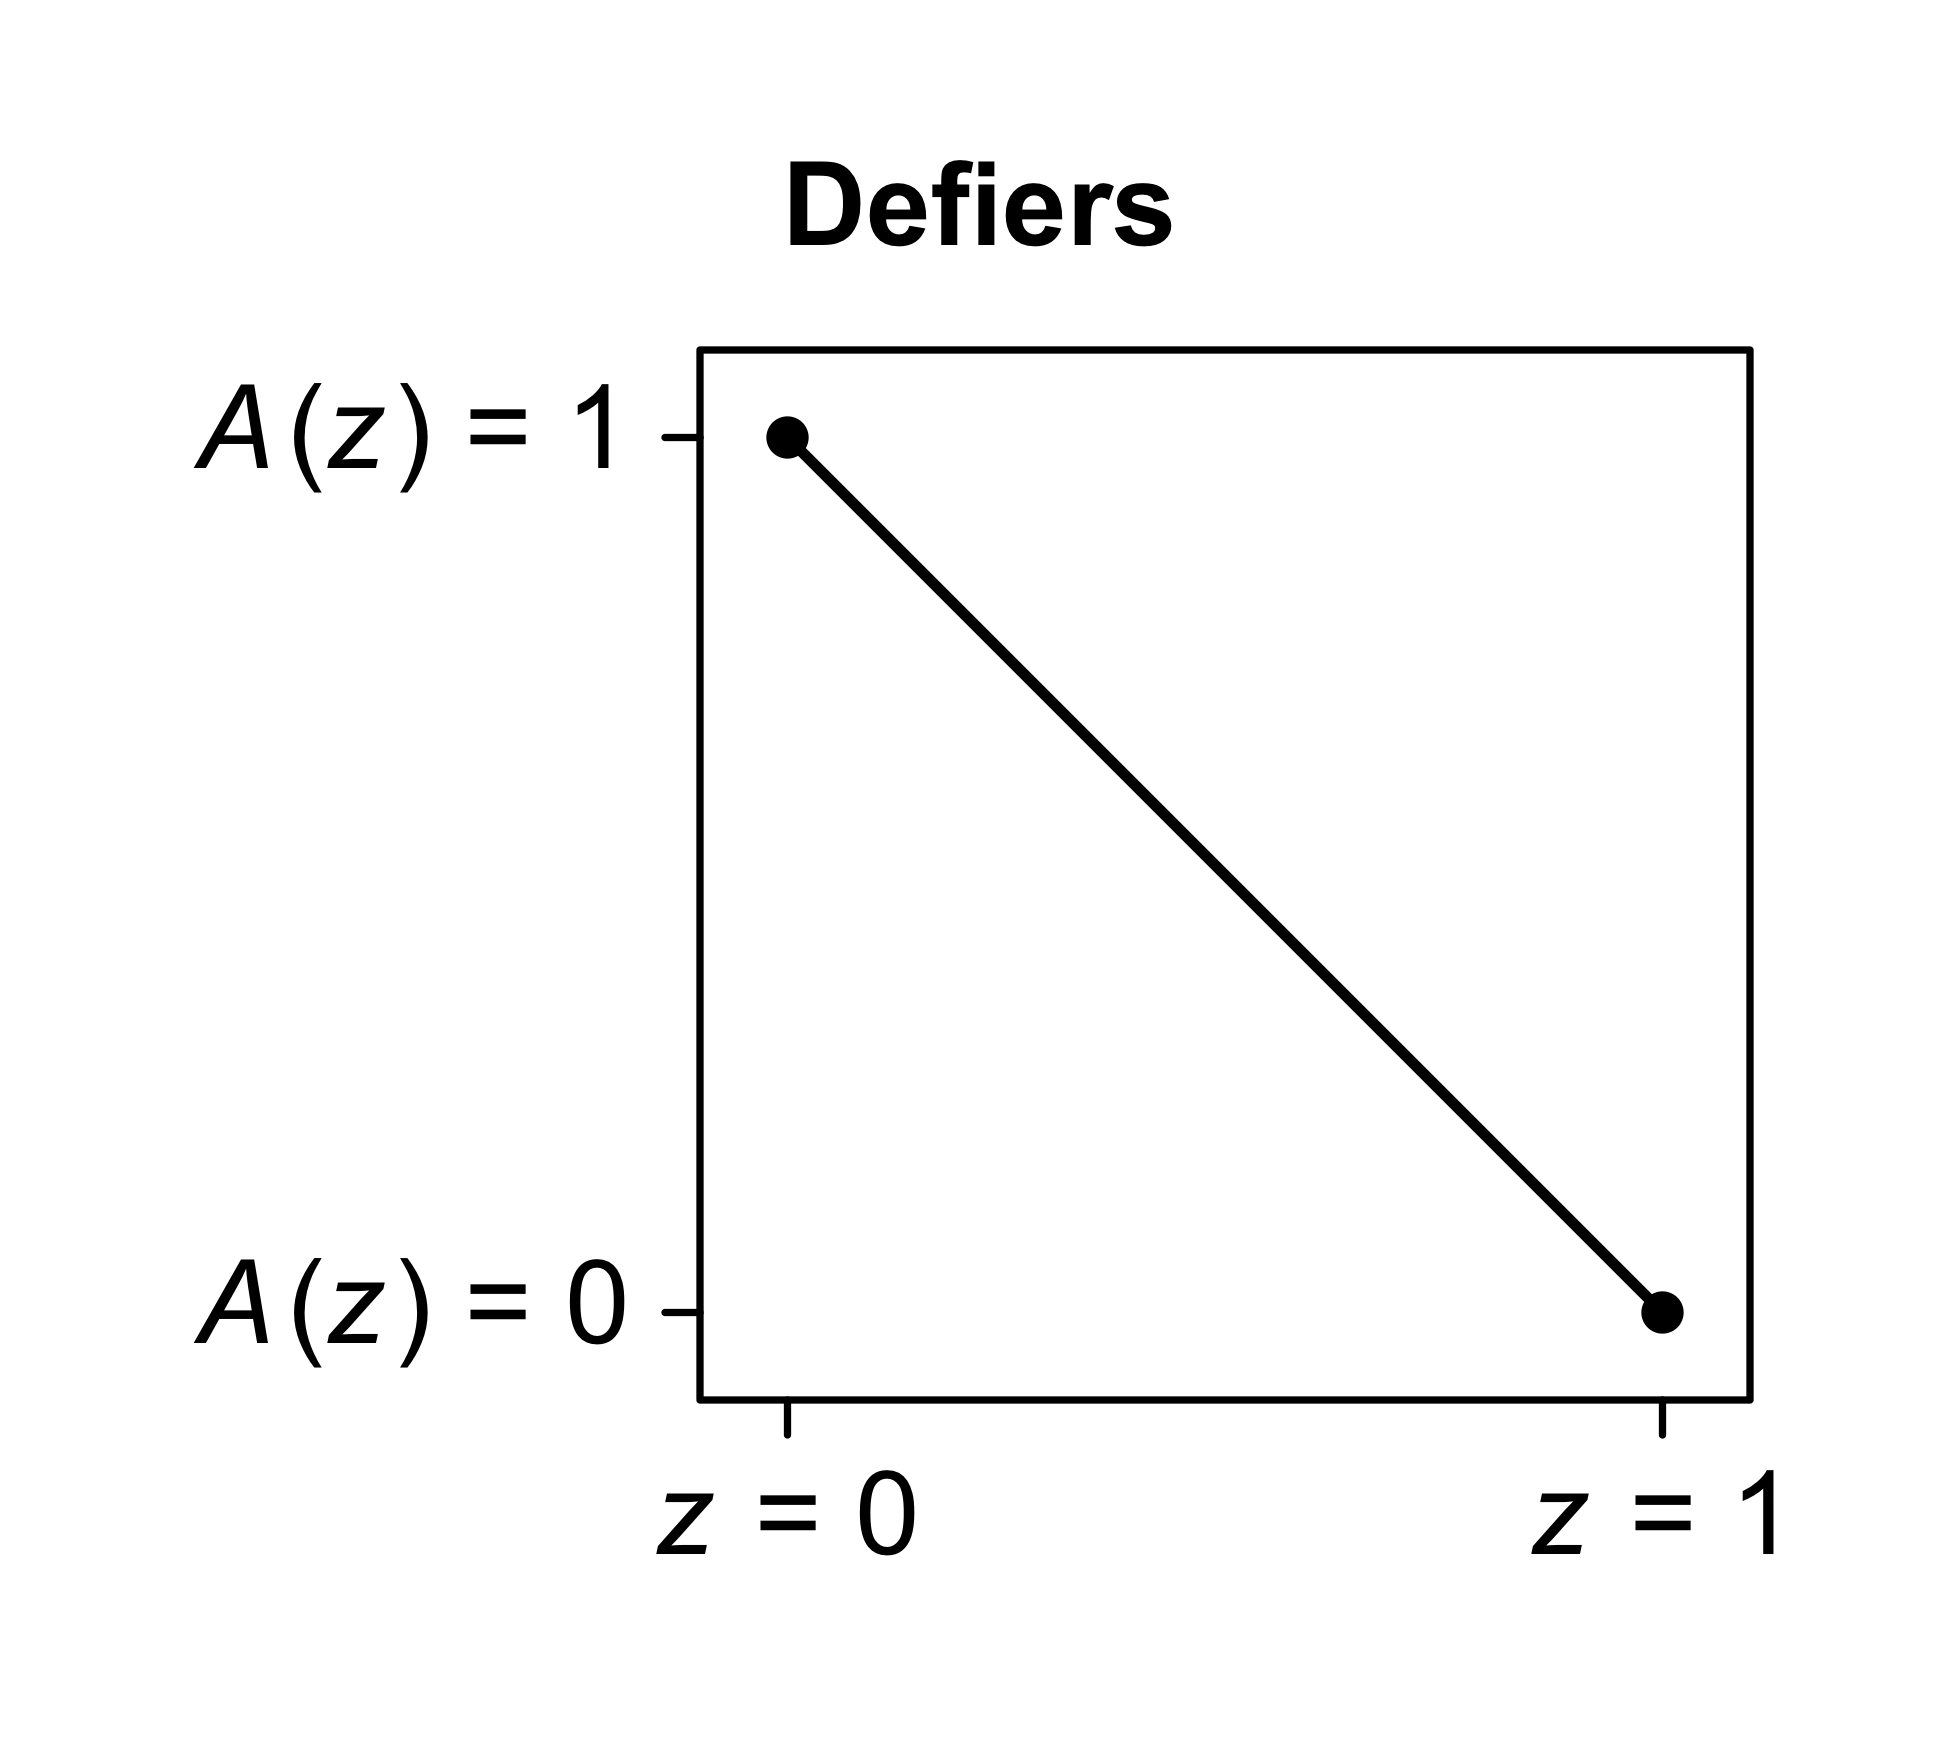 Defiers
A(z) = 1
A(z) = 0
z = 0
z = 1